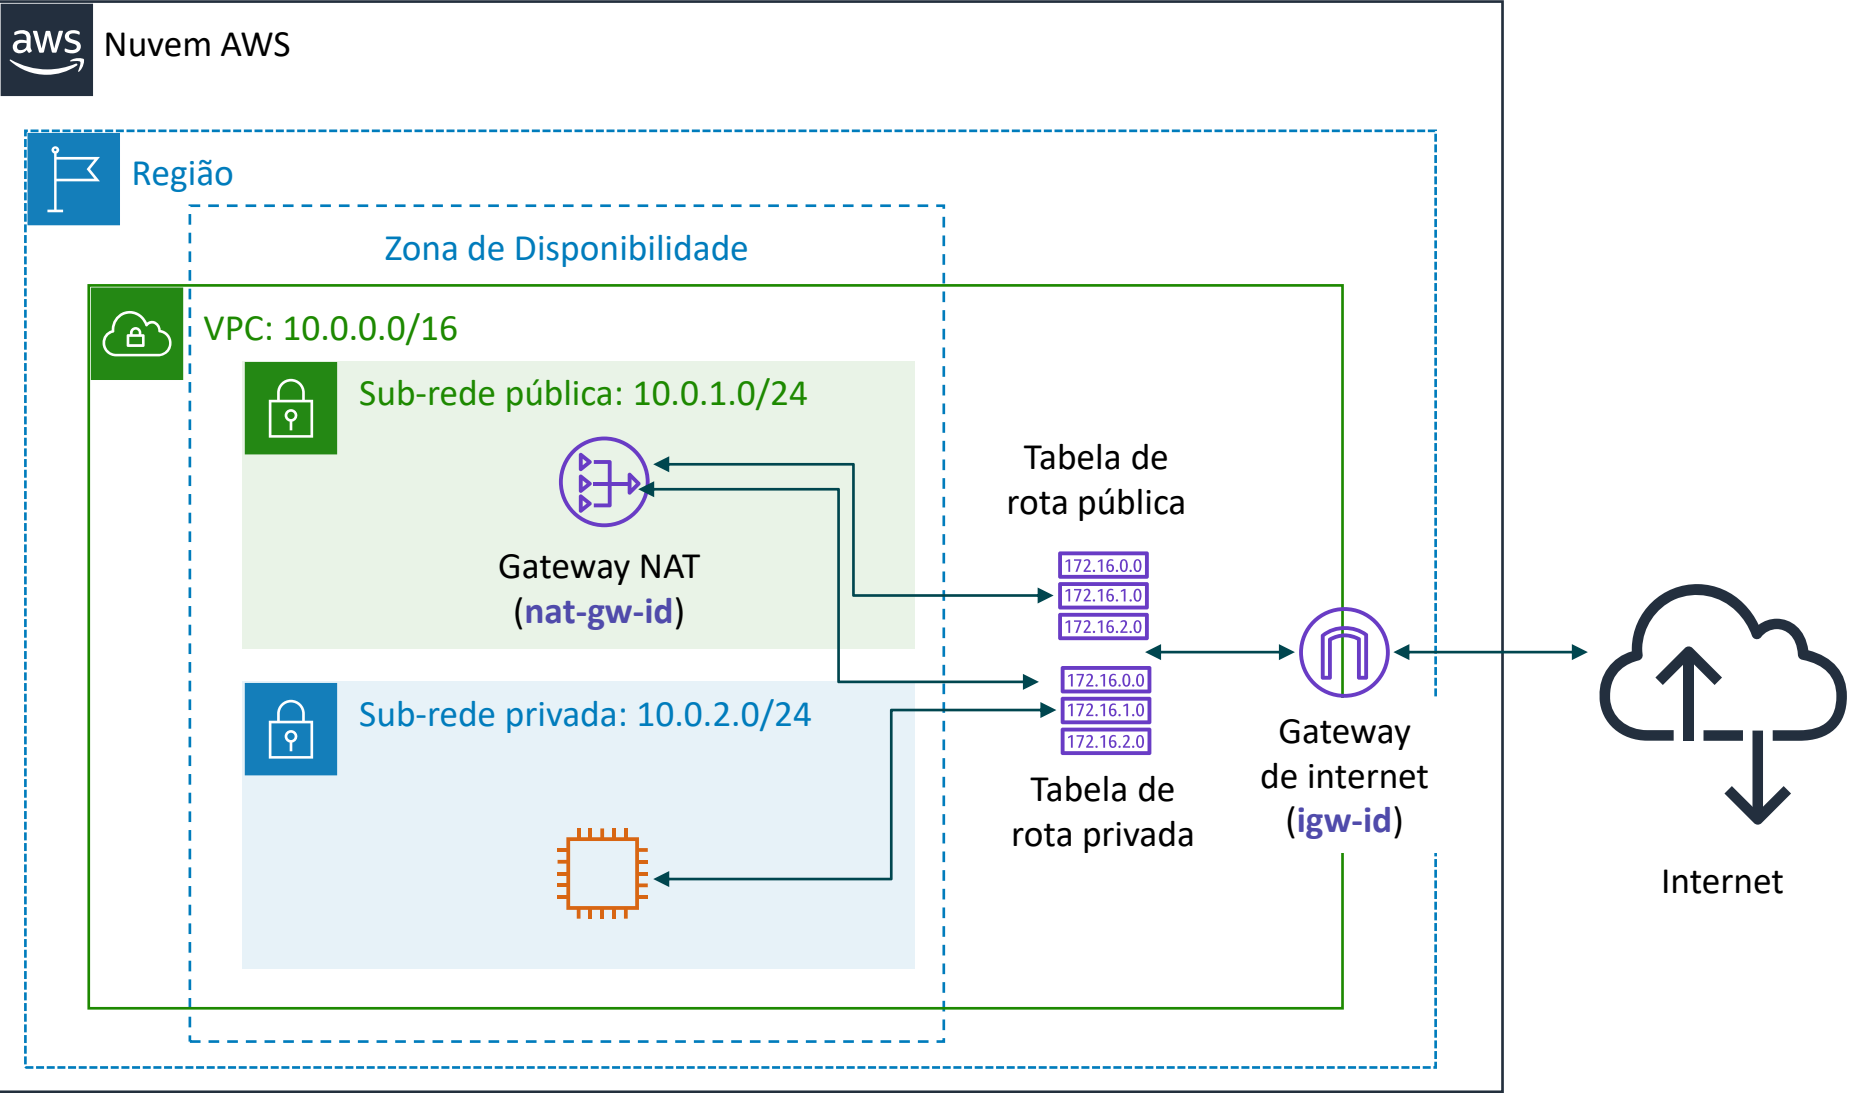 aws
Nuvem AWS
Região
Zona de Disponibilidade
VPC: 10.0.0.0/16
Sub-rede pública: 10.0.1.0/24
Gateway NAT
(nat-gw-id)
Tabela de
rota pública
172.16.0.0
172.16.1.0
172.16.2.0
Sub-rede privada: 10.0.2.0/24
172.16.0.0
172.16.1.0
172.16.2.0
Tabela de
rota privada
Gateway
de internet
(igw-id)
Internet